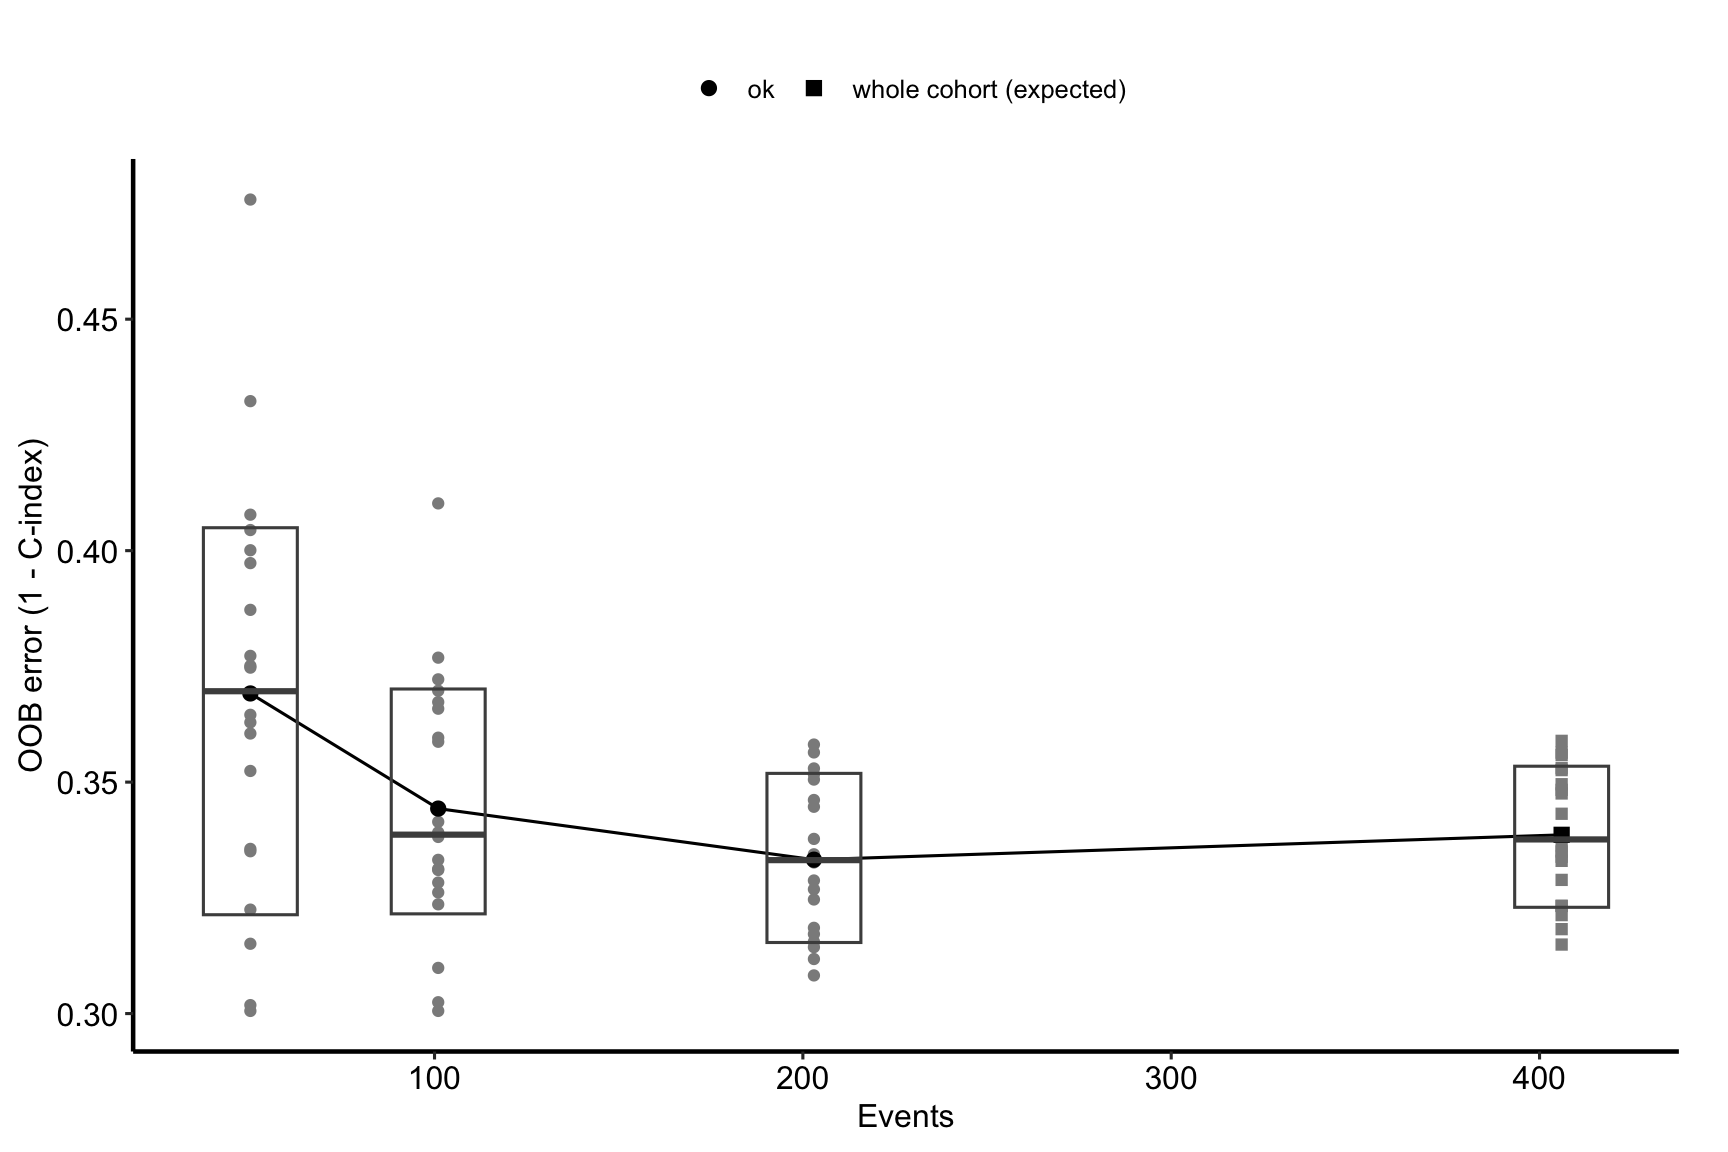 ok whole cohort (expected)
OOB error (1 - C-index)
0.45
0.40
0.35
0.30
100 200 300 400
Events